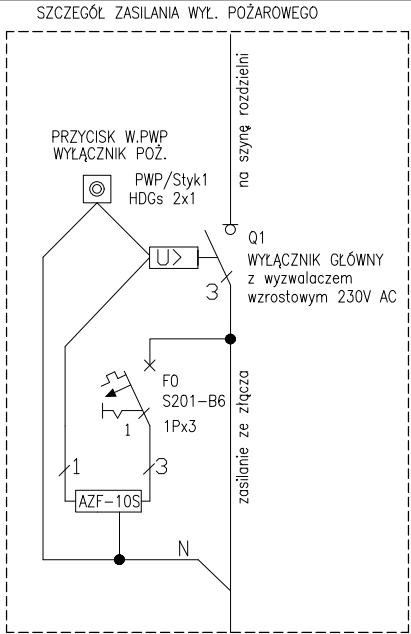 SZCZEGÓŁ ZASILANIA WYŁ. POŻAROWEGO
na szynę rozdzielni
PRZYCISK W.PWP
WYŁĄCZNIK POŻ.
PWP/Styk1
HDGs 2x1
U>
Q1
WYŁĄCZNIK GŁÓWNY
z wyzwalaczem
wzrostowym 230V AC
3
F0
S201-B6
1Px3
1
zasilanie ze złącza
1
3
AZF-10S
N